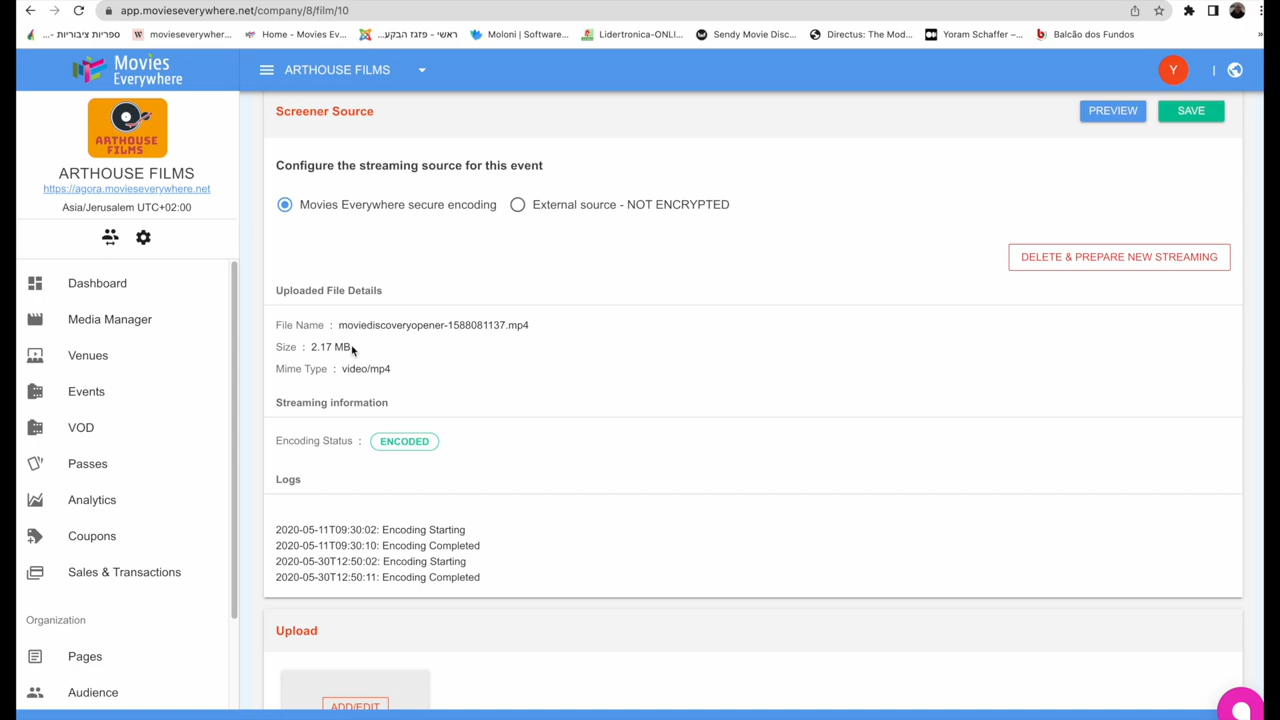 app.movieseverywhere.net/company/8/film/10
ספריות ציבוריות -...
movieseverywhere...
Home - Movies Ev...
ראשי - פזגז הבקע...
Moloni | Software...
Lidertronica-ONLI...
Sendy Movie Disc...
Directus: The Mod...
Yoram Schaffer –...
Balcão dos Fundos
»
Movies
Everywhere
ARTHOUSE FILMS
Y
|
ARTHOUSE
FILMS
ARTHOUSE FILMS
https://agora.movieseverywhere.net
Asia/Jerusalem UTC+02:00
Dashboard
Media Manager
Venues
Events
VOD
Passes
Analytics
Coupons
Sales & Transactions
Organization
Pages
Audience
Screener Source
PREVIEW
SAVE
Configure the streaming source for this event
Movies Everywhere secure encoding
External source - NOT ENCRYPTED
DELETE & PREPARE NEW STREAMING
Uploaded File Details
File Name : moviediscoveryopener-1588081137.mp4
Size : 2.17 MB
Mime Type : video/mp4
Streaming information
Encoding Status : ENCODED
Logs
2020-05-11T09:30:02: Encoding Starting
2020-05-11T09:30:10: Encoding Completed
2020-05-30T12:50:02: Encoding Starting
2020-05-30T12:50:11: Encoding Completed
Upload
ADD/EDIT